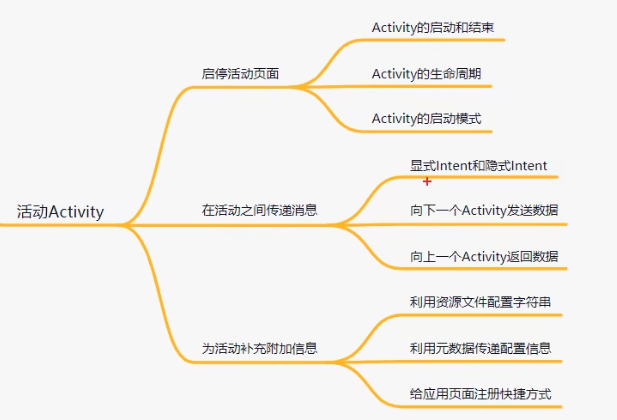 活动Activity
启停活动页面
Activity的启动和结束
Activity的生命周期
Activity的启动模式
在活动之间传递消息
显式Intent和隐式Intent
向下一个Activity发送数据
向上一个Activity返回数据
为活动补充附加信息
利用资源文件配置字符串
利用元数据传递配置信息
给应用页面注册快捷方式